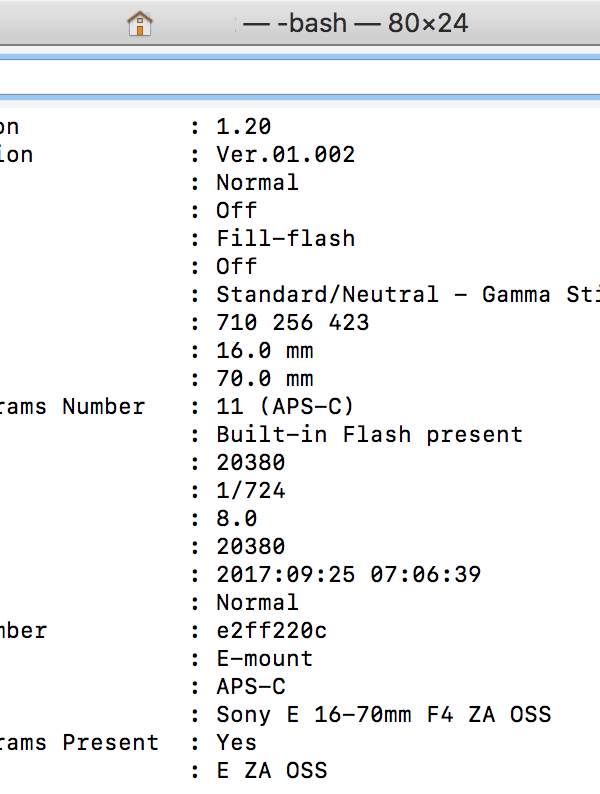 — -bash — 80×24
on : 1.20
ion : Ver.01.002
: Normal
: Off
: Fill-flash
: Off
: Standard/Neutral - Gamma Sti
: 710 256 423
: 16.0 mm
: 70.0 mm
rams Number : 11 (APS-C)
: Built-in Flash present
: 20380
: 1/724
: 8.0
: 20380
: 2017:09:25 07:06:39
: Normal
mber : e2ff220c
: E-mount
: APS-C
: Sony E 16-70mm F4 ZA OSS
rams Present : Yes
: E ZA OSS